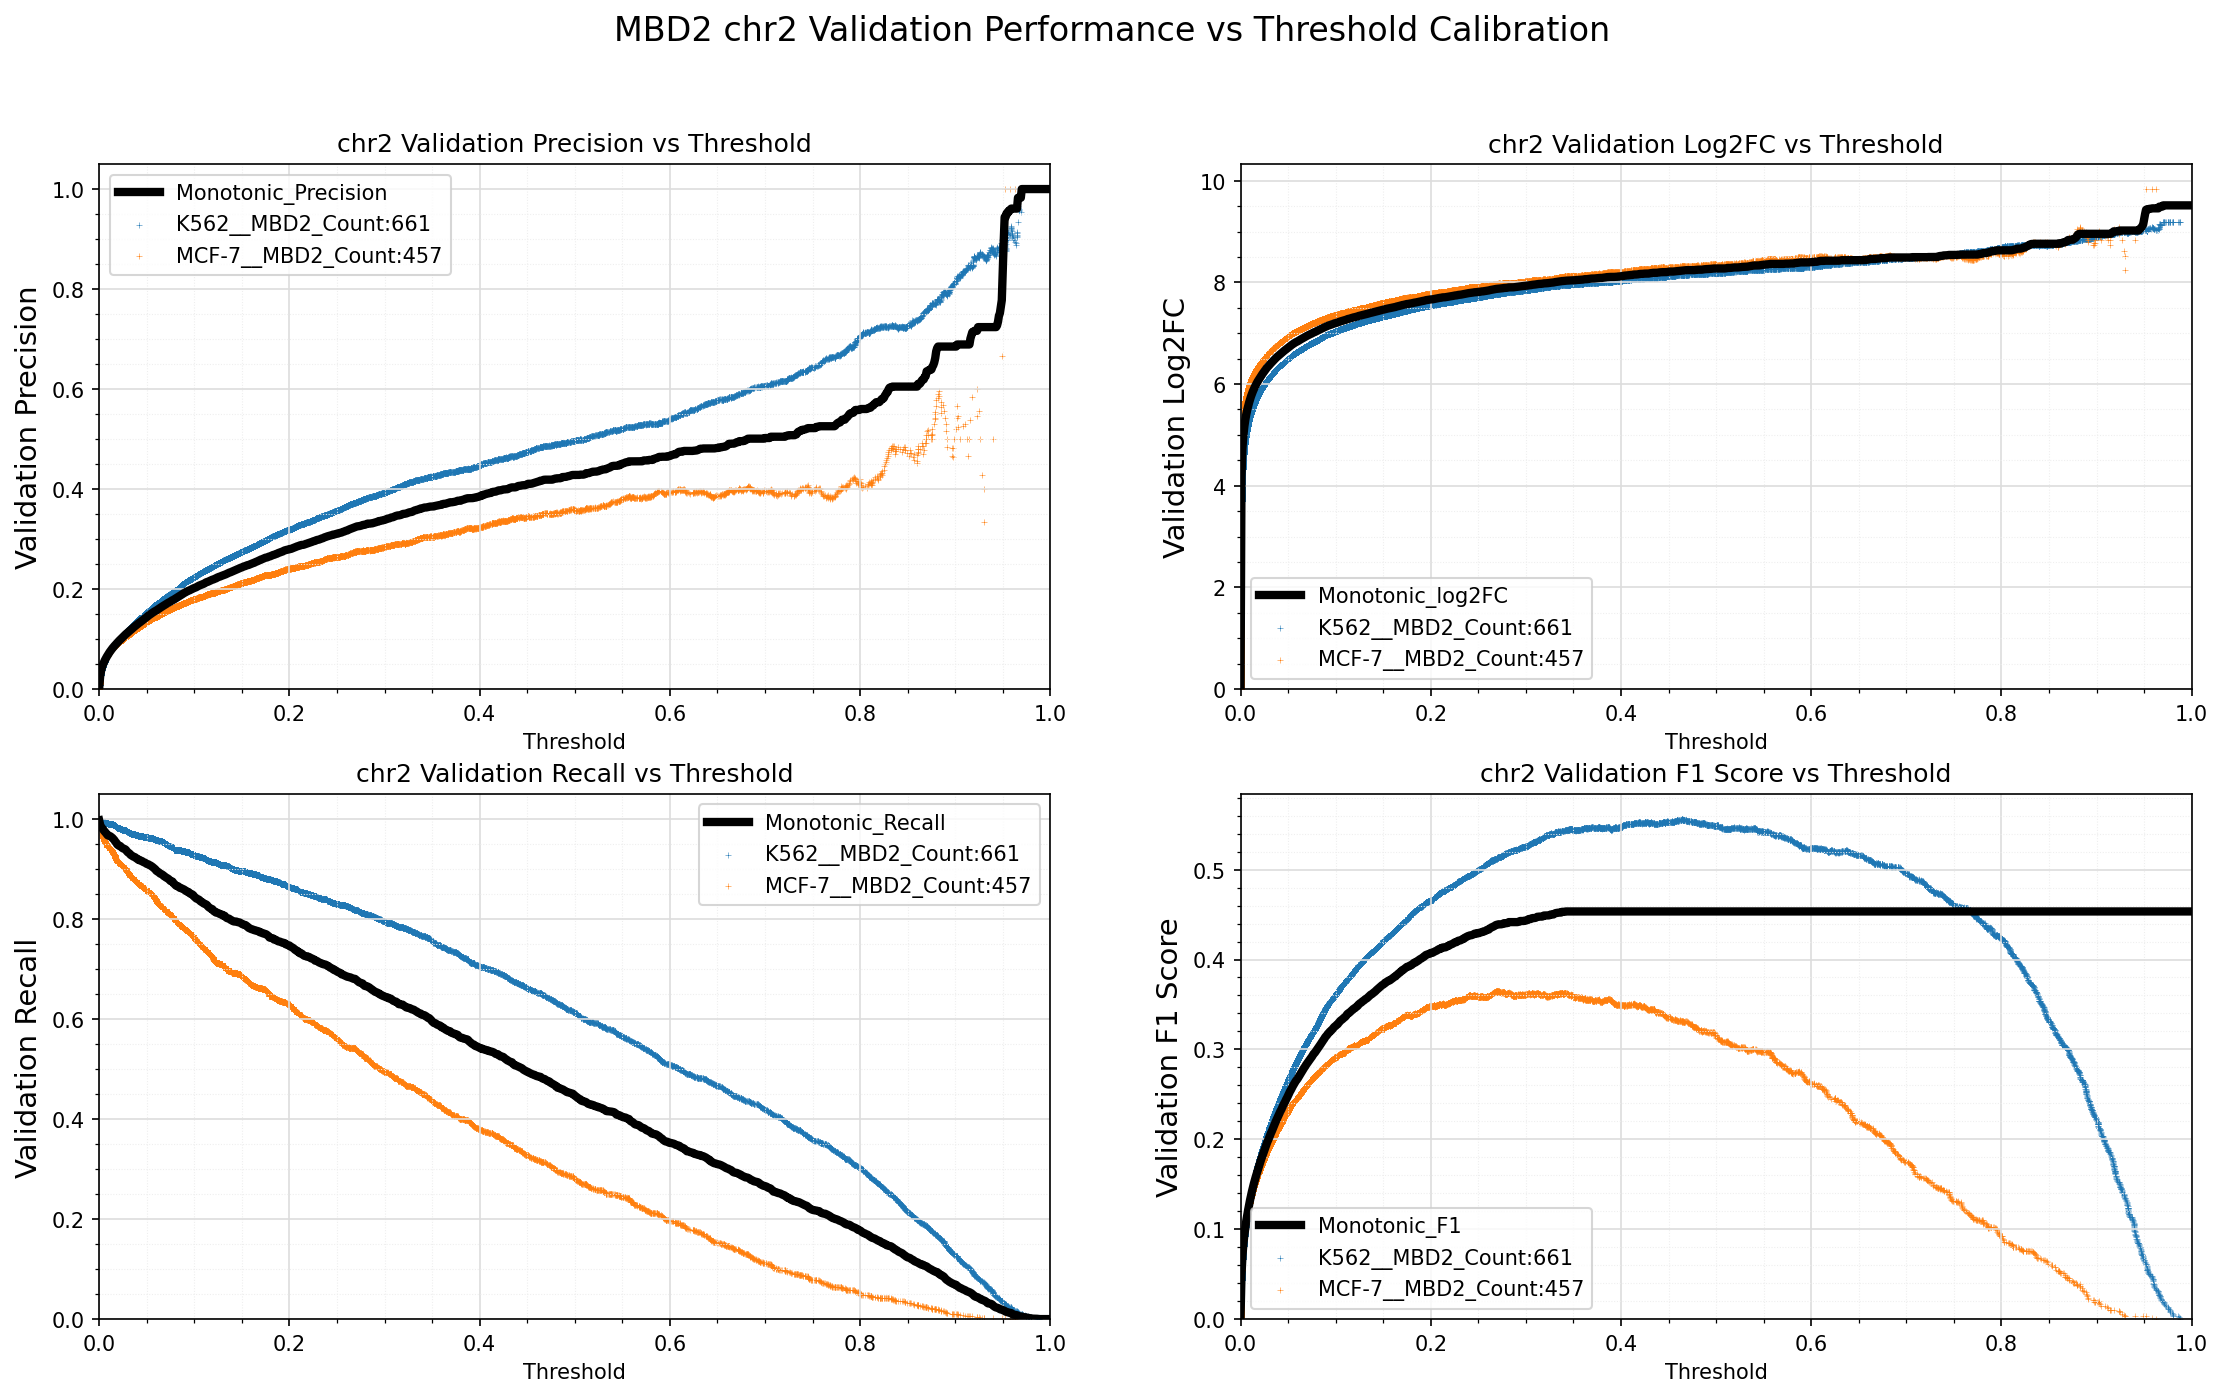 MBD2 chr2 Validation Performance vs Threshold Calibration
chr2 Validation Precision vs Threshold
Validation Precision
1.0
0.8
0.6
0.4
0.2
0.0
Monotonic_Precision
K562__MBD2_Count:661
MCF-7__MBD2_Count:457
0.0 0.2 0.4 0.6 0.8 1.0
Threshold
chr2 Validation Log2FC vs Threshold
Validation Log2FC
10
8
6
4
2
0
Monotonic_log2FC
K562__MBD2_Count:661
MCF-7__MBD2_Count:457
0.0 0.2 0.4 0.6 0.8 1.0
Threshold
chr2 Validation Recall vs Threshold
Validation Recall
1.0
0.8
0.6
0.4
0.2
0.0
Monotonic_Recall
K562__MBD2_Count:661
MCF-7__MBD2_Count:457
0.0 0.2 0.4 0.6 0.8 1.0
Threshold
chr2 Validation F1 Score vs Threshold
Validation F1 Score
0.5
0.4
0.3
0.2
0.1
0.0
Monotonic_F1
K562__MBD2_Count:661
MCF-7__MBD2_Count:457
0.0 0.2 0.4 0.6 0.8 1.0
Threshold